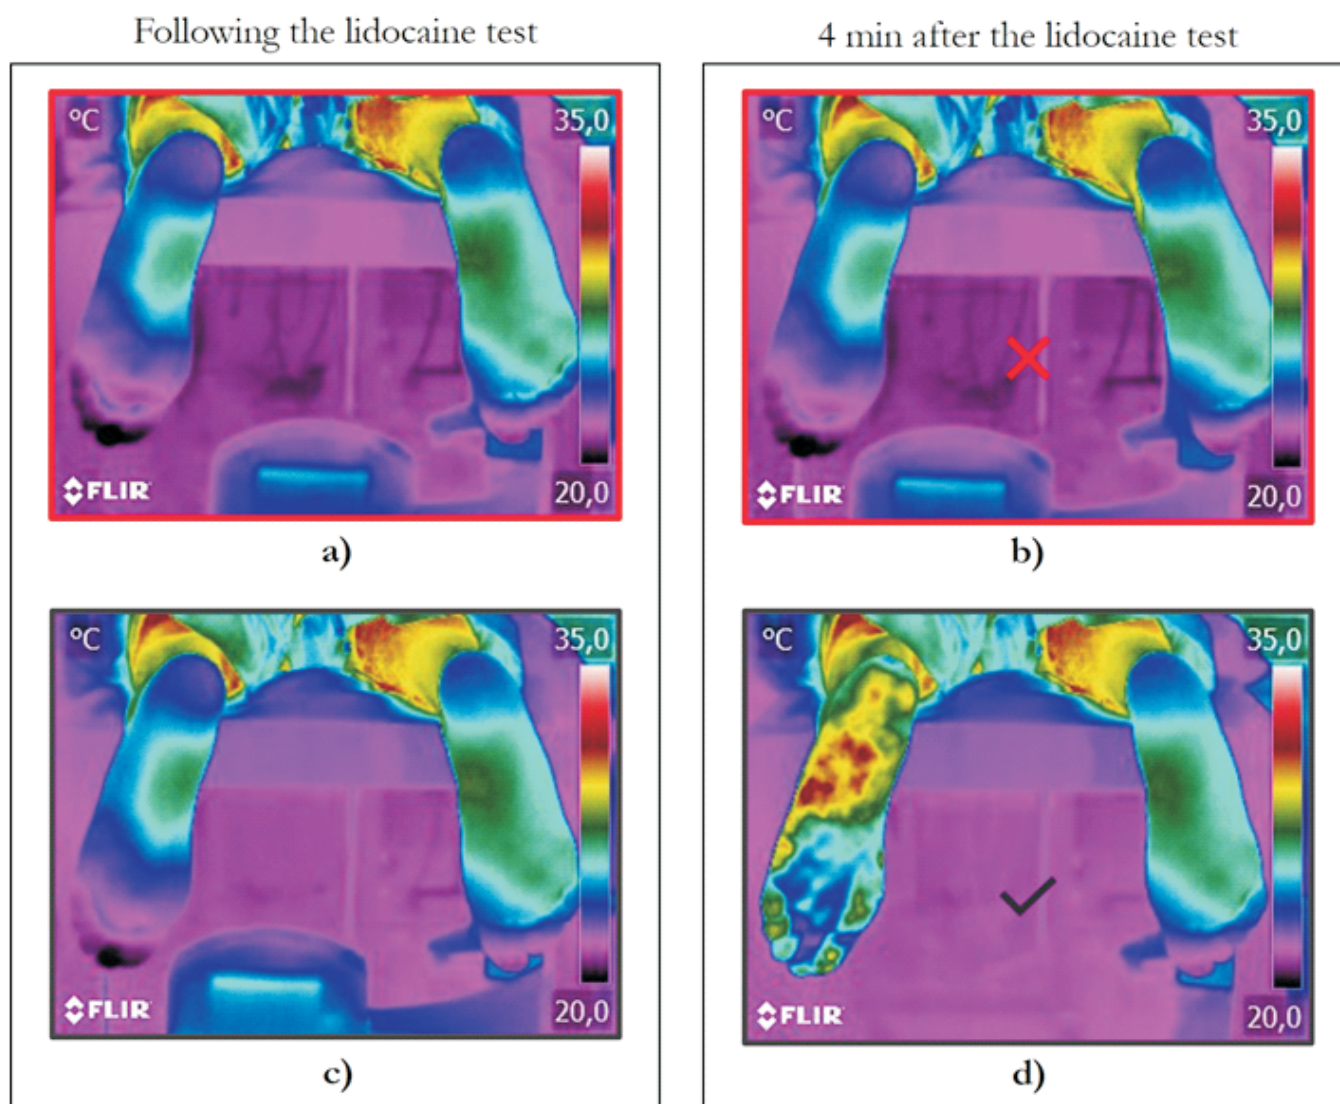 Following the lidocaine test
4 min after the lidocaine test
°C 35,0
FLIR 20,0
a)
°C 35,0
FLIR 20,0
b)
°C 35,0
FLIR 20,0
c)
°C 35,0
FLIR 20,0
d)